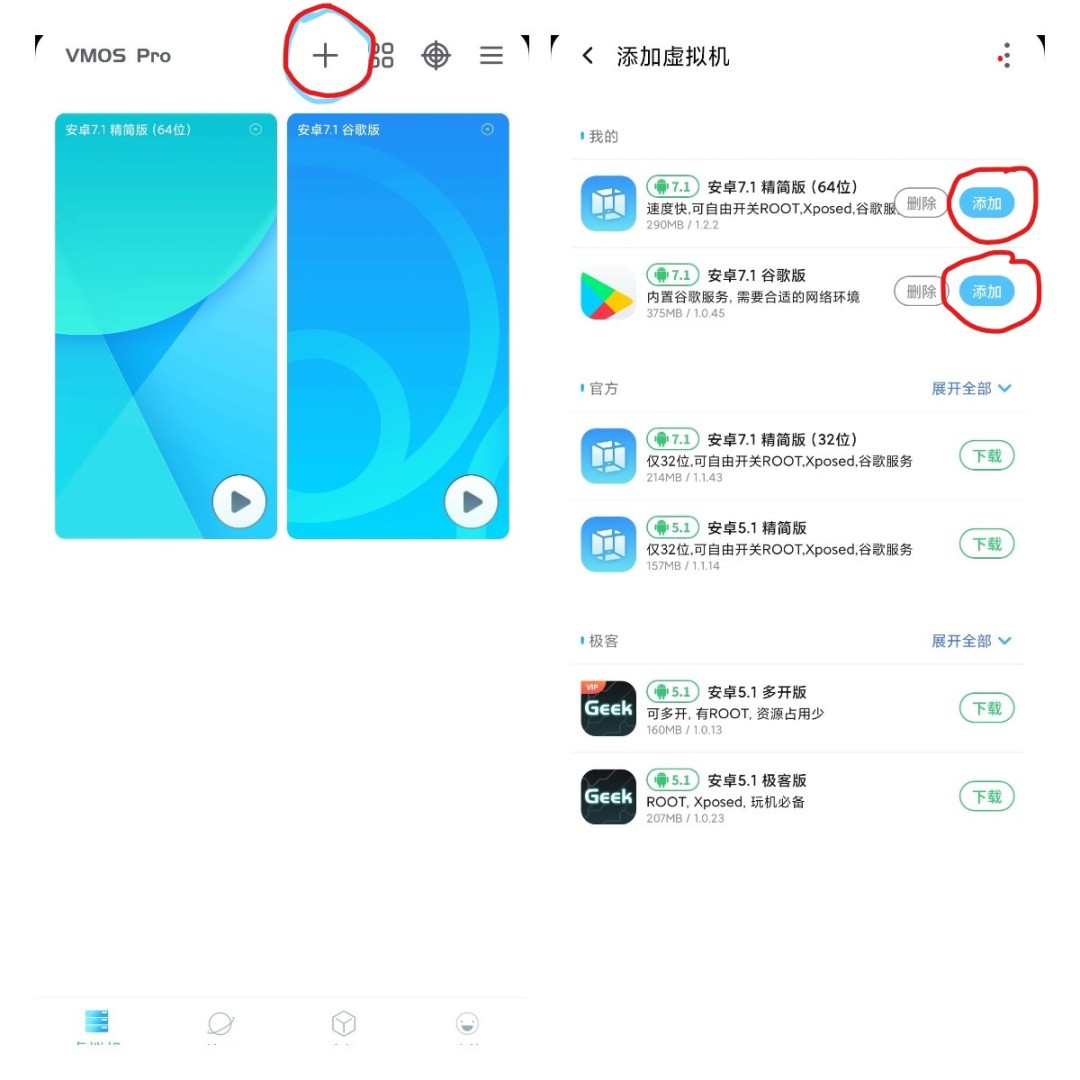 VMOS Pro
安卓7.1 精简版 (64位)
安卓7.1 谷歌版
添加虚拟机
我的
7.1 安卓7.1 精简版 (64位)
速度快,可自由开关ROOT,Xposed,谷歌服
290MB / 1.2.2
删除
添加
7.1 安卓7.1 谷歌版
内置谷歌服务, 需要合适的网络环境
375MB / 1.0.45
删除
添加
官方
展开全部
7.1 安卓7.1 精简版 (32位)
仅32位,可自由开关ROOT,Xposed,谷歌服务
214MB / 1.1.43
下载
5.1 安卓5.1 精简版
仅32位,可自由开关ROOT,Xposed,谷歌服务
157MB / 1.1.14
下载
极客
展开全部
VIP
Geek
5.1 安卓5.1 多开版
可多开, 有ROOT, 资源占用少
160MB / 1.0.13
下载
Geek
5.1 安卓5.1 极客版
ROOT, Xposed, 玩机必备
207MB / 1.0.23
下载